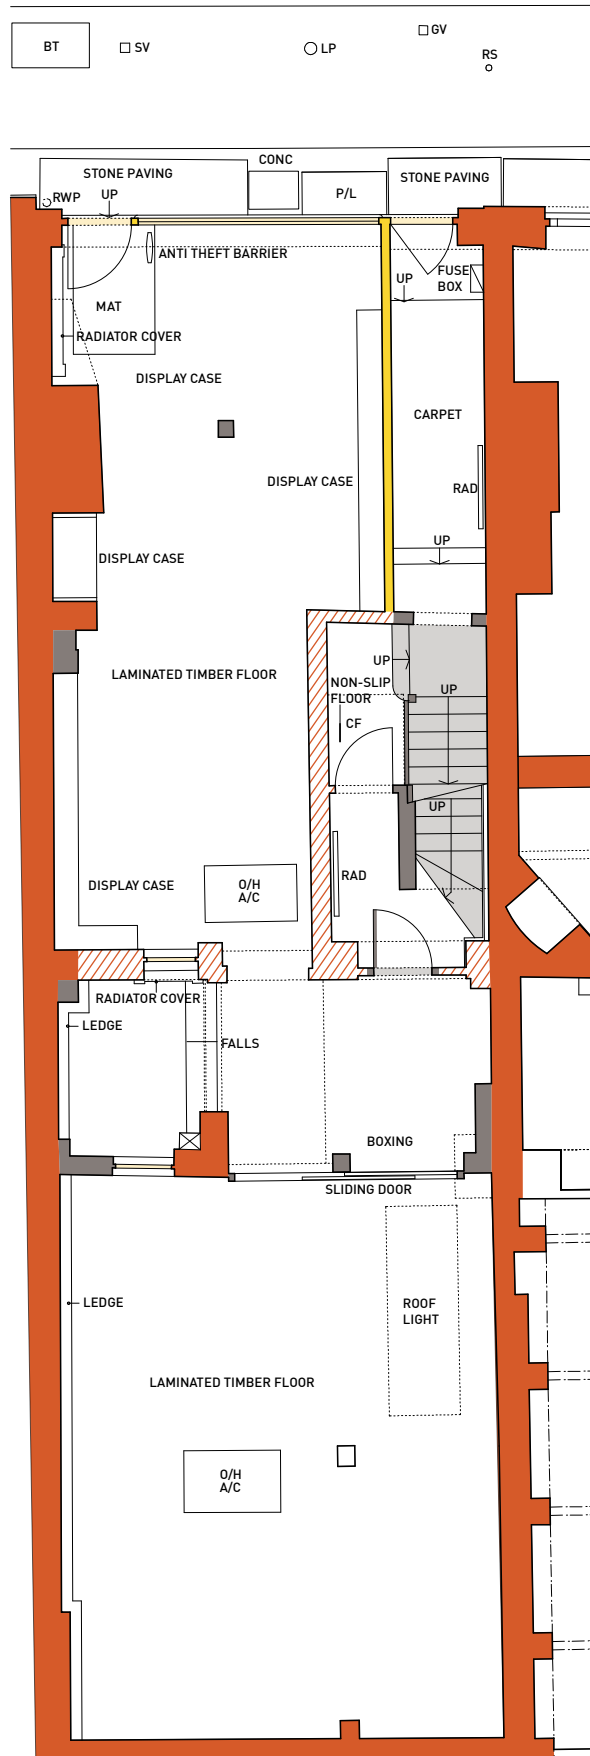 BT
SV
LP
GV
RS
STONE PAVING
CONC
P/L
STONE PAVING
RWP
UP
ANTI THEFT BARRIER
FUSE
BOX
UP
MAT
RADIATOR COVER
DISPLAY CASE
CARPET
DISPLAY CASE
RAD
UP
DISPLAY CASE
LAMINATED TIMBER FLOOR
UP
NON-SLIP
FLOOR
UP
CF
UP
RAD
DISPLAY CASE
O/H
A/C
RADIATOR COVER
LEDGE
FALLS
BOXING
SLIDING DOOR
LEDGE
ROOF
LIGHT
LAMINATED TIMBER FLOOR
O/H
A/C